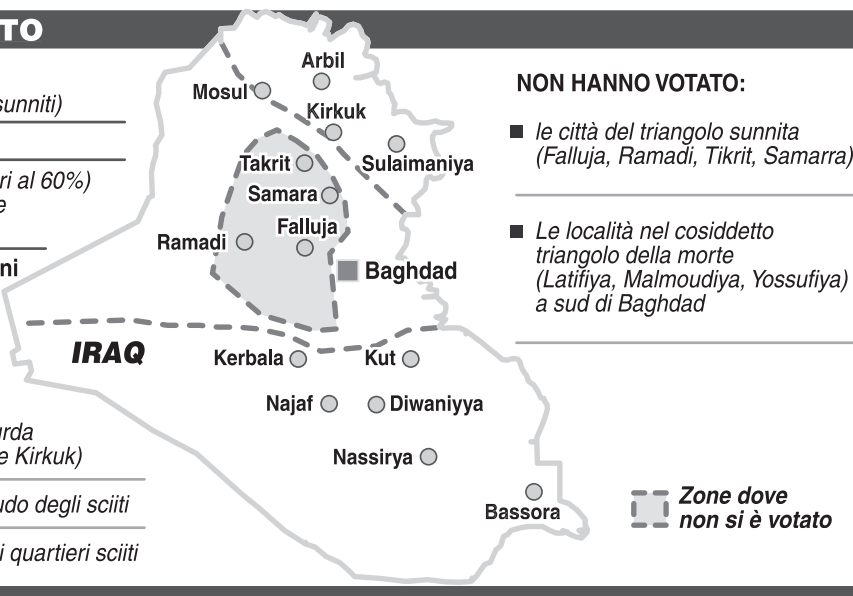 TO
sunniti)
ri al 60%)
e
ni
Arbil
Mosul
Kirkuk
Takrit
Sulaimaniya
Samara
Falluja
Ramadi
Baghdad
IRAQ
Kerbala
Kut
Najaf
Diwaniyya
Nassirya
Bassora
rda
e Kirkuk)
udo degli sciiti
i quartieri sciiti
NON HANNO VOTATO:
le città del triangolo sunnita
(Falluja, Ramadi, Tikrit, Samarra)
Le località nel cosiddetto
triangolo della morte
(Latifiya, Malmoudiya, Yossufiya)
a sud di Baghdad
Zone dove
non si è votato